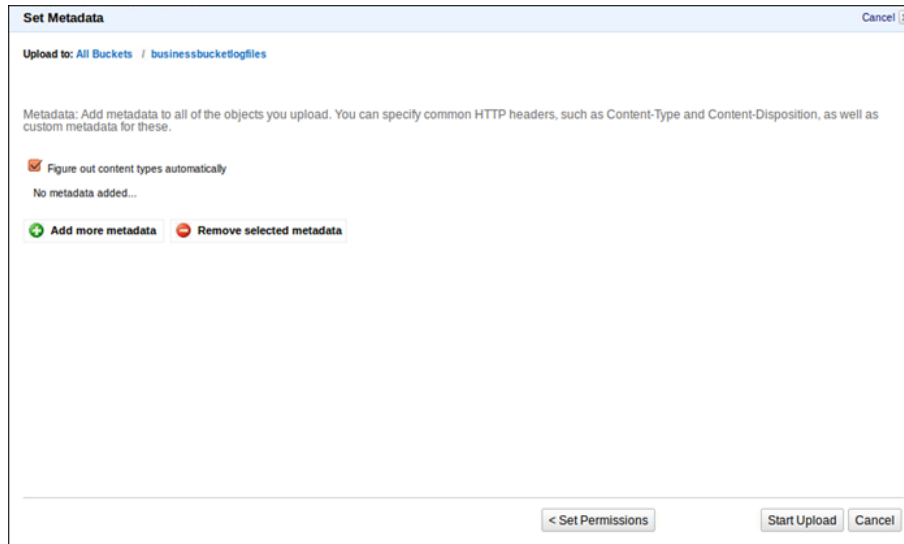 Set Metadata Cancel
Upload to: All Buckets / businessbucketlogfiles
Metadata: Add metadata to all of the objects you upload. You can specify common HTTP headers, such as Content-Type and Content-Disposition, as well as
custom metadata for these.
Figure out content types automatically
No metadata added...
Add more metadata Remove selected metadata
< Set Permissions Start Upload Cancel